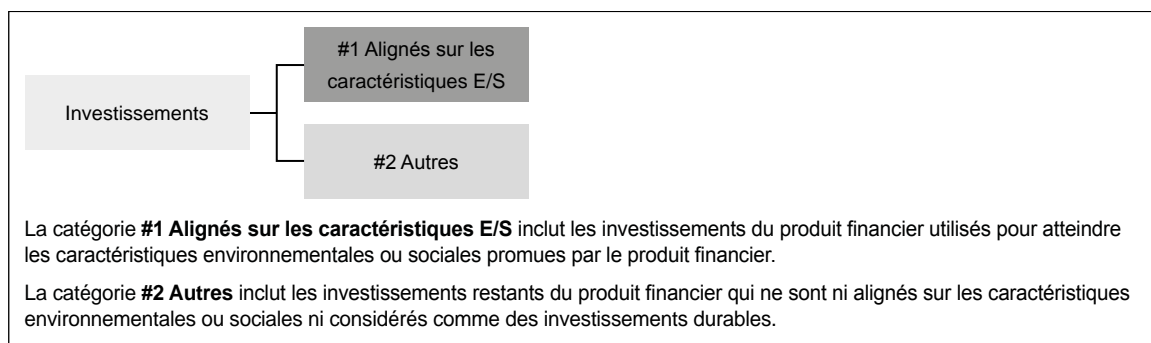 #1 Alignés sur les
caractéristiques E/S
Investissements
#2 Autres
La catégorie #1 Alignés sur les caractéristiques E/S inclut les investissements du produit financier utilisés pour atteindre
les caractéristiques environnementales ou sociales promues par le produit financier.
La catégorie #2 Autres inclut les investissements restants du produit financier qui ne sont ni alignés sur les caractéristiques
environnementales ou sociales ni considérés comme des investissements durables.